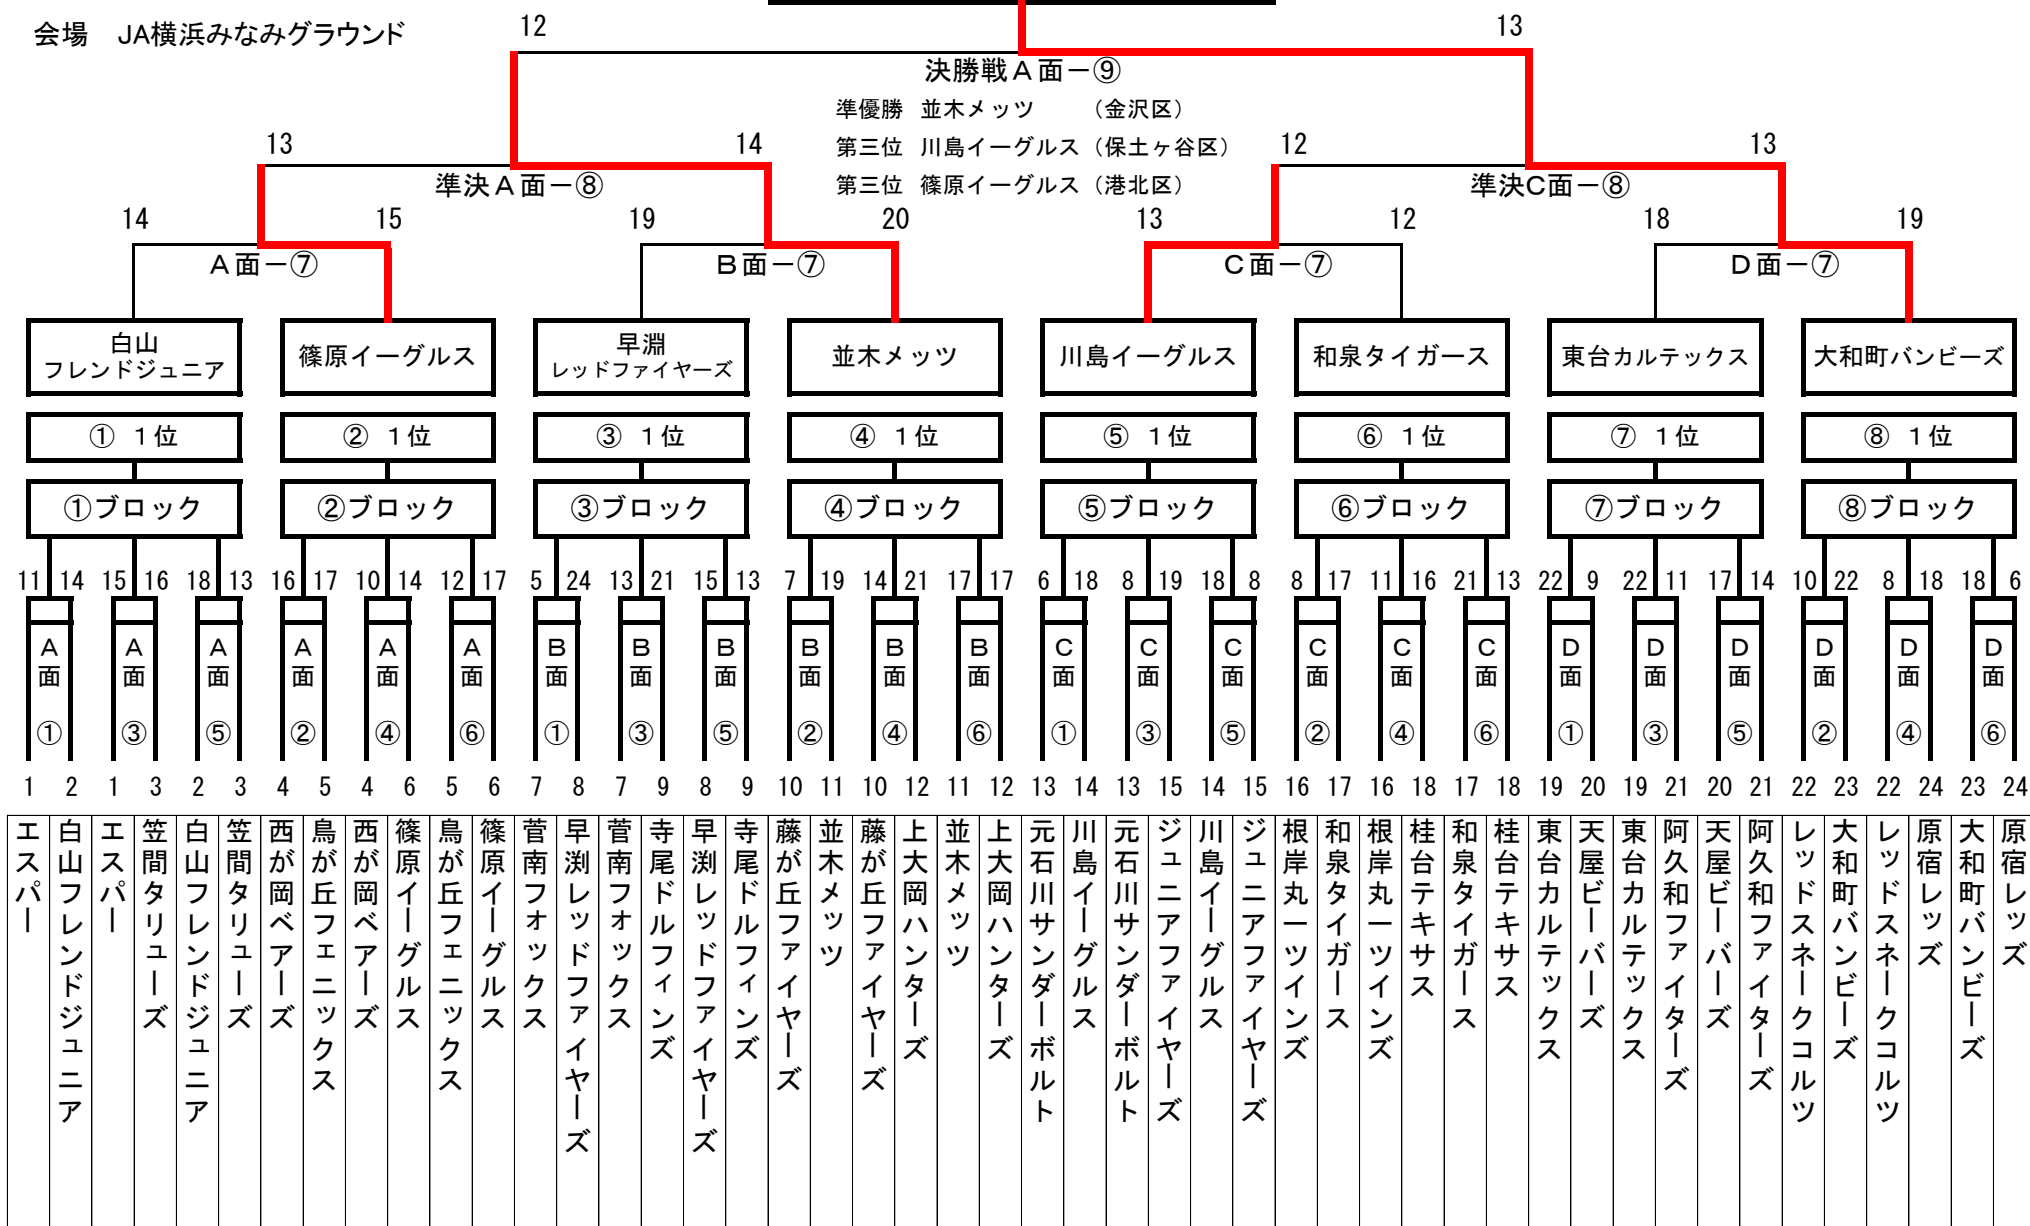 会場　JA横浜みなみグラウンド
12
13
決勝戦Ａ面－⑨
準優勝　並木メッツ　　（金沢区）
第三位　川島イーグルス（保土ヶ谷区）
第三位　篠原イーグルス（港北区）
13
14
12
13
準決Ａ面－⑧
準決C面－⑧
14
15
19
20
13
12
18
19
Ａ面－⑦
Ｂ面－⑦
Ｃ面－⑦
Ｄ面－⑦
白山
フレンドジュニア
篠原イーグルス
早淵
レッドファイヤーズ
並木メッツ
川島イーグルス
和泉タイガース
東台カルテックス
大和町バンビーズ
① １位
② １位
③ １位
④ １位
⑤ １位
⑥ １位
⑦ １位
⑧ １位
①ブロック
②ブロック
③ブロック
④ブロック
⑤ブロック
⑥ブロック
⑦ブロック
⑧ブロック
11 14 15 16 18 13 16 17 10 14 12 17 5 24 13 21 15 13 7 19 14 21 17 17 6 18 8 19 18 8 8 17 11 16 21 13 22 9 22 11 17 14 10 22 8 18 18 6
Ａ面①
Ａ面③
Ａ面⑤
Ａ面②
Ａ面④
Ａ面⑥
Ｂ面①
Ｂ面③
Ｂ面⑤
Ｂ面②
Ｂ面④
Ｂ面⑥
Ｃ面①
Ｃ面③
Ｃ面⑤
Ｃ面②
Ｃ面④
Ｃ面⑥
Ｄ面①
Ｄ面③
Ｄ面⑤
Ｄ面②
Ｄ面④
Ｄ面⑥
1 2 1 3 2 3 4 5 4 6 5 6 7 8 7 9 8 9 10 11 10 12 11 12 13 14 13 15 14 15 16 17 16 18 17 18 19 20 19 21 20 21 22 23 22 24 23 24
エスパー
白山フレンドジュニア
エスパー
笠間タリューズ
白山フレンドジュニア
笠間タリューズ
西が岡ベアーズ
鳥が丘フェニックス
西が岡ベアーズ
篠原イーグルス
鳥が丘フェニックス
篠原イーグルス
菅南フォックス
早渕レッドファイヤーズ
菅南フォックス
寺尾ドルフィンズ
早渕レッドファイヤーズ
寺尾ドルフィンズ
藤が丘ファイヤーズ
並木メッツ
藤が丘ファイヤーズ
上大岡ハンターズ
並木メッツ
上大岡ハンターズ
元石川サンダーボルト
川島イーグルス
元石川サンダーボルト
ジュニアファイヤーズ
川島イーグルス
ジュニアファイヤーズ
根岸丸一ツインズ
和泉タイガース
根岸丸一ツインズ
桂台テキサス
和泉タイガース
桂台テキサス
東台カルテックス
天屋ビーバーズ
東台カルテックス
阿久和ファイターズ
天屋ビーバーズ
阿久和ファイターズ
レッドスネークコルツ
大和町バンビーズ
レッドスネークコルツ
原宿レッズ
大和町バンビーズ
原宿レッズ